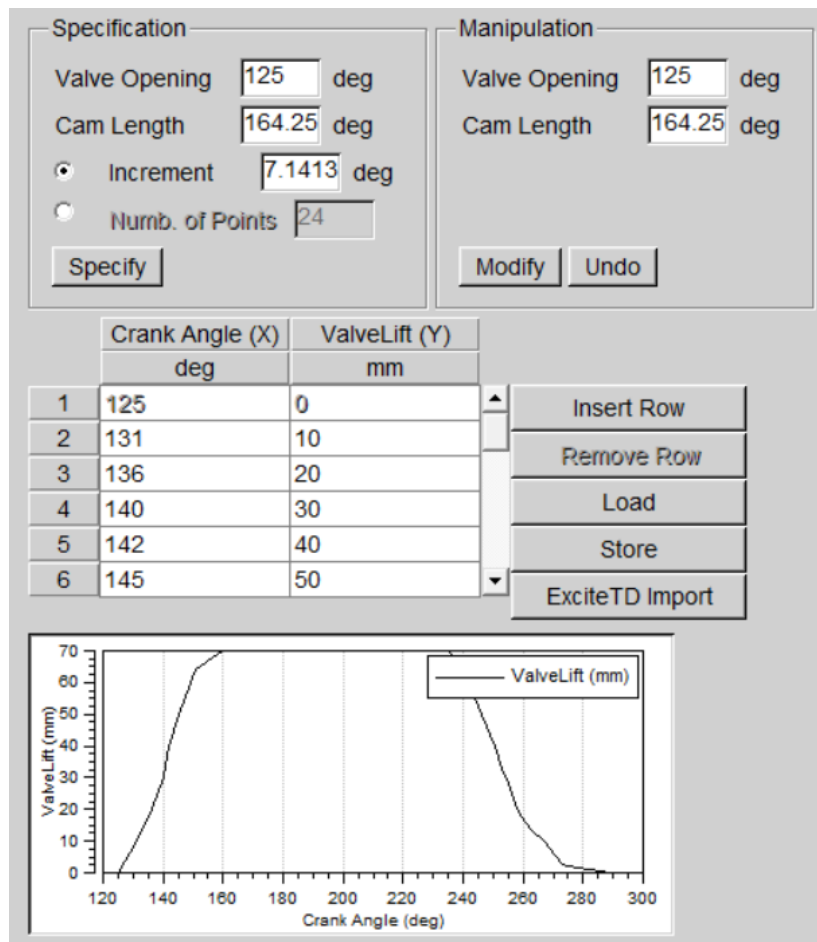 Specification
Valve Opening 125 deg
Cam Length 164.25 deg
Increment 7.1413 deg
Numb. of Points 24
Specify
Manipulation
Valve Opening 125 deg
Cam Length 164.25 deg
Modify Undo
Crank Angle (X) ValveLift (Y)
deg mm
1 125 0
2 131 10
3 136 20
4 140 30
5 142 40
6 145 50
Insert Row
Remove Row
Load
Store
ExciteTD Import
ValveLift (mm)
70
60
50
40
30
20
10
0
ValveLift (mm)
120 140 160 180 200 220 240 260 280 300
Crank Angle (deg)